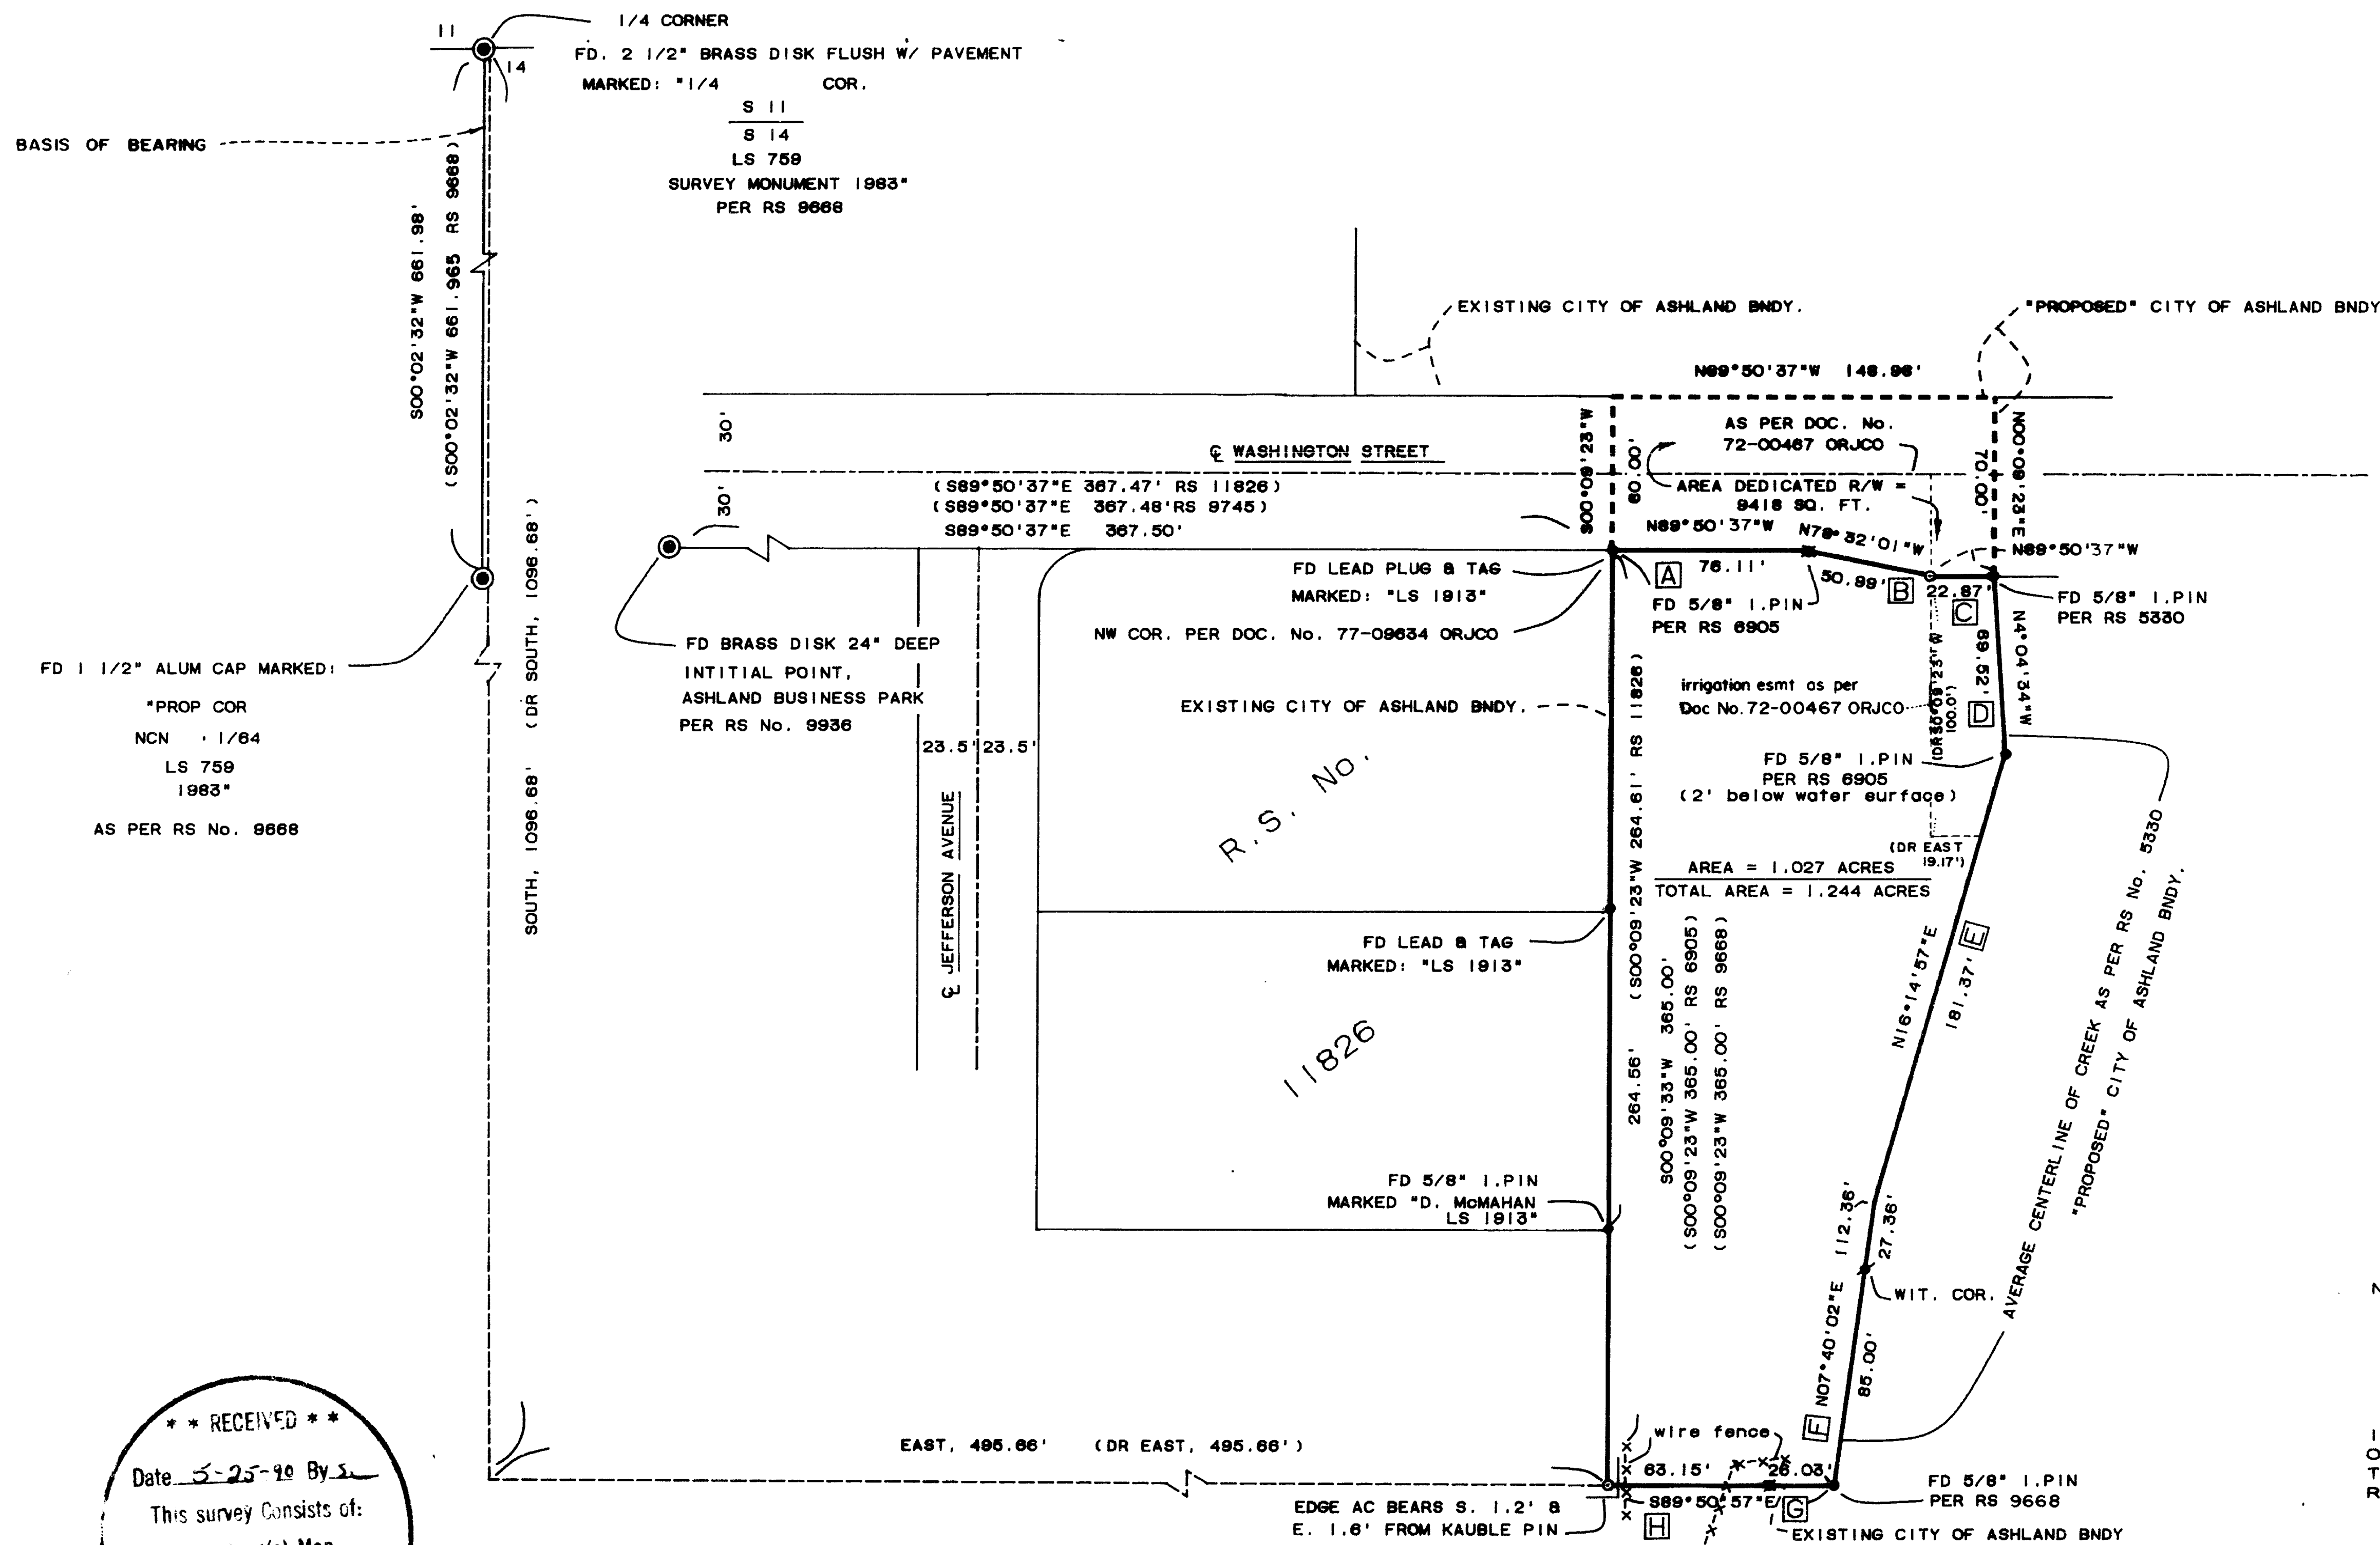 1/4 CORNER
11
14
FD. 2 1/2" BRASS DISK FLUSH W/ PAVEMENT
MARKED: "1/4 COR.
S 11
S 14
LS 759
SURVEY MONUMENT 1983"
PER RS 9668
BASIS OF BEARING
S00°02'32"W 661.98'
(S00°02'32"W 661.965 RS 9668)
EXISTING CITY OF ASHLAND BNDY.
"PROPOSED" CITY OF ASHLAND BNDY
N89°50'37"W 148.98'
30'
30'
℄ WASHINGTON STREET
(S89°50'37"E 367.47' RS 11826)
(S89°50'37"E 367.48' RS 9745)
S89°50'37"E 367.50'
S00°09'23"W
60.00'
AS PER DOC. No.
72-00467 ORJCO
AREA DEDICATED R/W =
9418 SQ. FT.
70.00'
N00°09'23"E
N89°50'37"W
N78°32'01"W
N89°50'37"W
A
76.11'
50.99'
B
22.87'
C
FD LEAD PLUG & TAG
MARKED: "LS 1913"
FD 5/8" I.PIN
PER RS 6905
FD 5/8" I.PIN
PER RS 5330
NW COR. PER DOC. No. 77-09634 ORJCO
FD BRASS DISK 24" DEEP
INTITIAL POINT,
ASHLAND BUSINESS PARK
PER RS No. 9936
FD 1 1/2" ALUM CAP MARKED:
"PROP COR
NCN 1/64
LS 759
1983"
AS PER RS No. 9668
SOUTH, 1096.68' (DR SOUTH, 1096.68')
EXISTING CITY OF ASHLAND BNDY.
23.5' 23.5'
℄ JEFFERSON AVENUE
R.S. No.
11826
irrigation esmt as per
Doc No.72-00467 ORJCO
(DR S0°09'23"W
100.0')
69.52'
N4°04'34"W
D
FD 5/8" I.PIN
PER RS 6905
(2' below water surface)
(DR EAST
19.17')
AREA = 1.027 ACRES
TOTAL AREA = 1.244 ACRES
264.56' (S00°09'23"W 264.61' RS 11826)
S00°09'33"W 365.00'
(S00°09'23"W 365.00' RS 6905)
(S00°09'23"W 365.00' RS 9668)
FD LEAD & TAG
MARKED: "LS 1913"
N16°14'57"E
181.37'
E
AVERAGE CENTERLINE OF CREEK AS PER RS No. 5330
"PROPOSED" CITY OF ASHLAND BNDY.
FD 5/8" I.PIN
MARKED "D. McMAHAN
LS 1913"
112.36'
27.36'
WIT. COR.
F
N07°40'02"E
85.00'
wire fence
EAST, 495.66' (DR EAST, 495.66')
63.15'
26.03'
S89°50'57"E
G
H
FD 5/8" I.PIN
PER RS 9668
EDGE AC BEARS S. 1.2' &
E. 1.6' FROM KAUBLE PIN
EXISTING CITY OF ASHLAND BNDY
* * RECEIVED * *
Date 5-25-90 By
This survey Consists of: